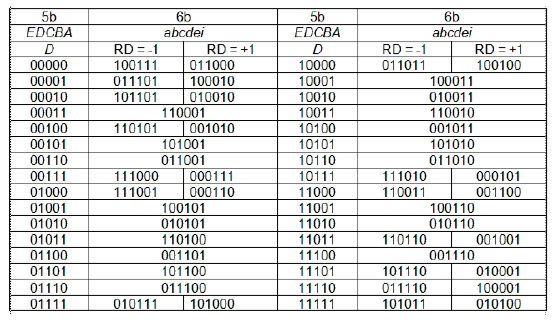 5b 6b 5b 6b
EDCBA abcdei EDCBA abcdei
D RD = -1 RD = +1 D RD = -1 RD = +1
00000 100111 011000 10000 011011 100100
00001 011101 100010 10001 100011
00010 101101 010010 10010 010011
00011 110001 10011 110010
00100 110101 001010 10100 001011
00101 101001 10101 101010
00110 011001 10110 011010
00111 111000 000111 10111 111010 000101
01000 111001 000110 11000 110011 001100
01001 100101 11001 100110
01010 010101 11010 010110
01011 110100 11011 110110 001001
01100 001101 11100 001110
01101 101100 11101 101110 010001
01110 011100 11110 011110 100001
01111 010111 101000 11111 101011 010100